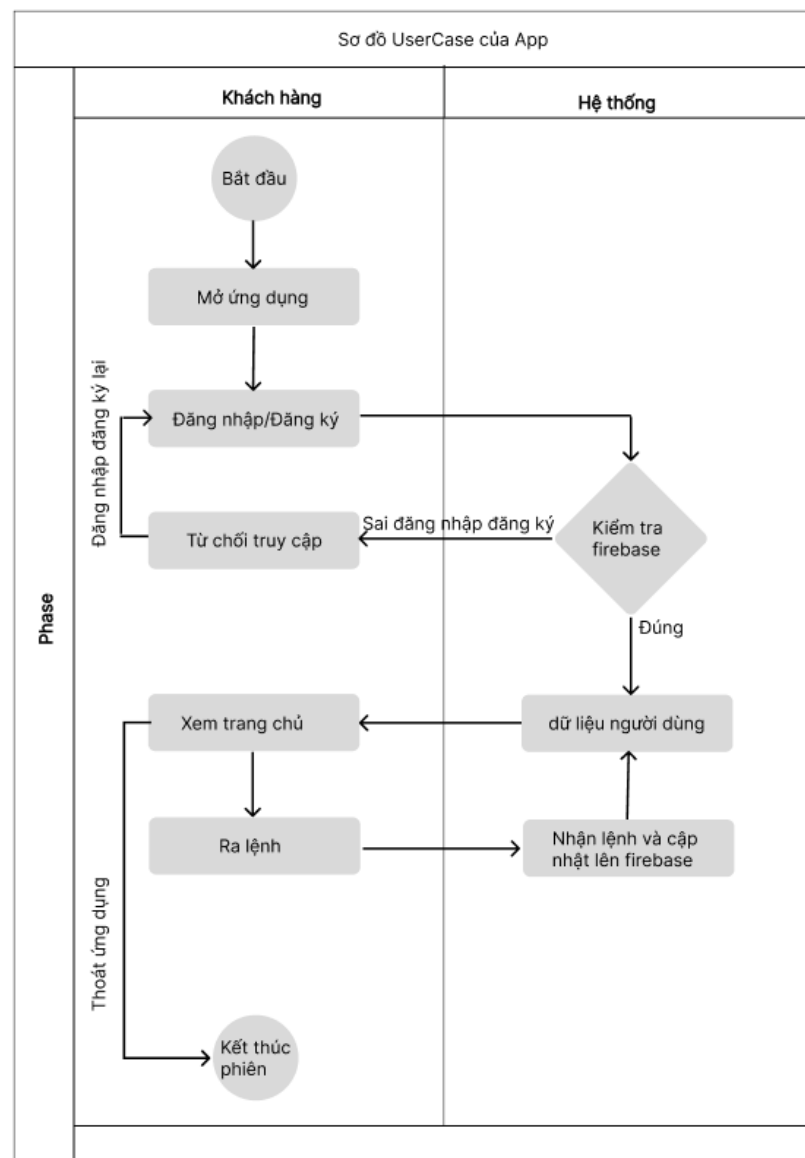 Sơ đồ UserCase của App
Khách hàng
Hệ thống
Phase
Bắt đầu
Mở ứng dụng
Đăng nhập đăng ký lại
Đăng nhập/Đăng ký
Sai đăng nhập đăng ký
Từ chối truy cập
Kiểm tra
firebase
Đúng
Xem trang chủ
dữ liệu người dùng
Ra lệnh
Nhận lệnh và cập
nhật lên firebase
Thoát ứng dụng
Kết thúc
phiên